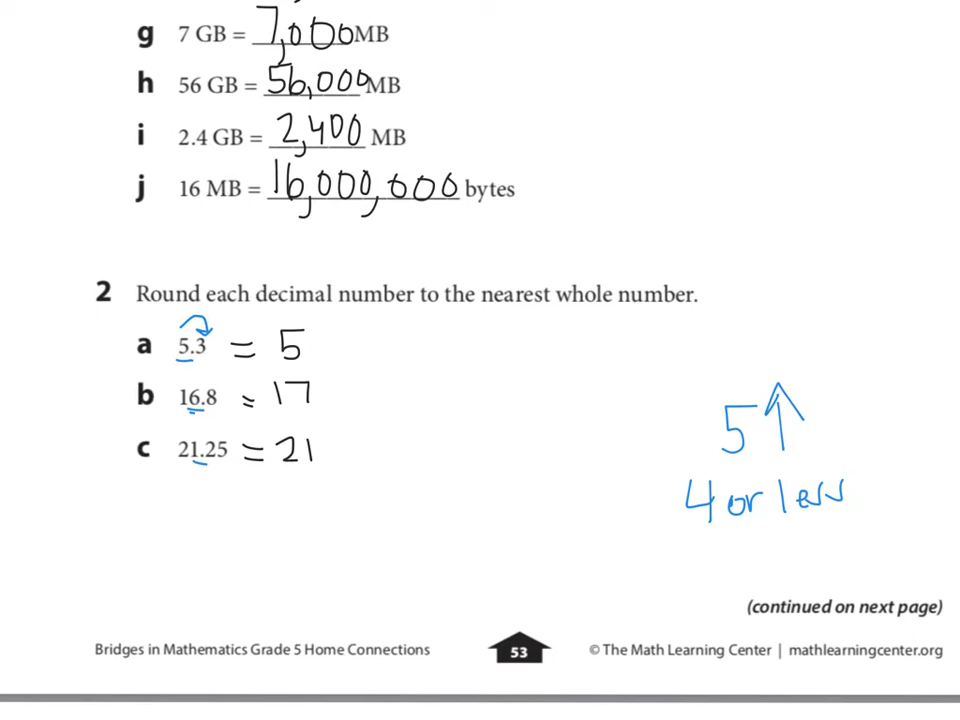 g 7 GB = 7,000 MB
h 56 GB = 56,000 MB
i 2.4 GB = 2,400 MB
j 16 MB = 16,000,000 bytes
2 Round each decimal number to the nearest whole number.
a 5.3 = 5
b 16.8 = 17
c 21.25 = 21
5↑
4 or less
(continued on next page)
Bridges in Mathematics Grade 5 Home Connections 53 © The Math Learning Center | mathlearningcenter.org